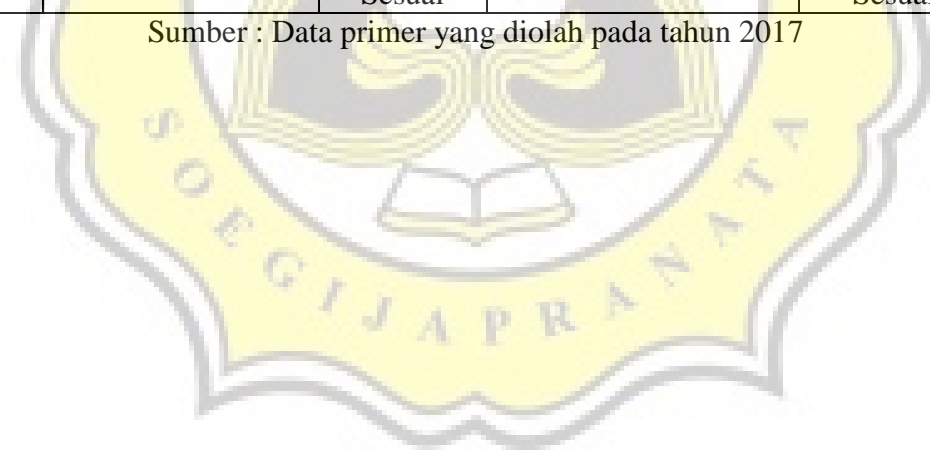 Sesuai Sesuai
Sumber : Data primer yang diolah pada tahun 2017
SOEGIJAPRANATA